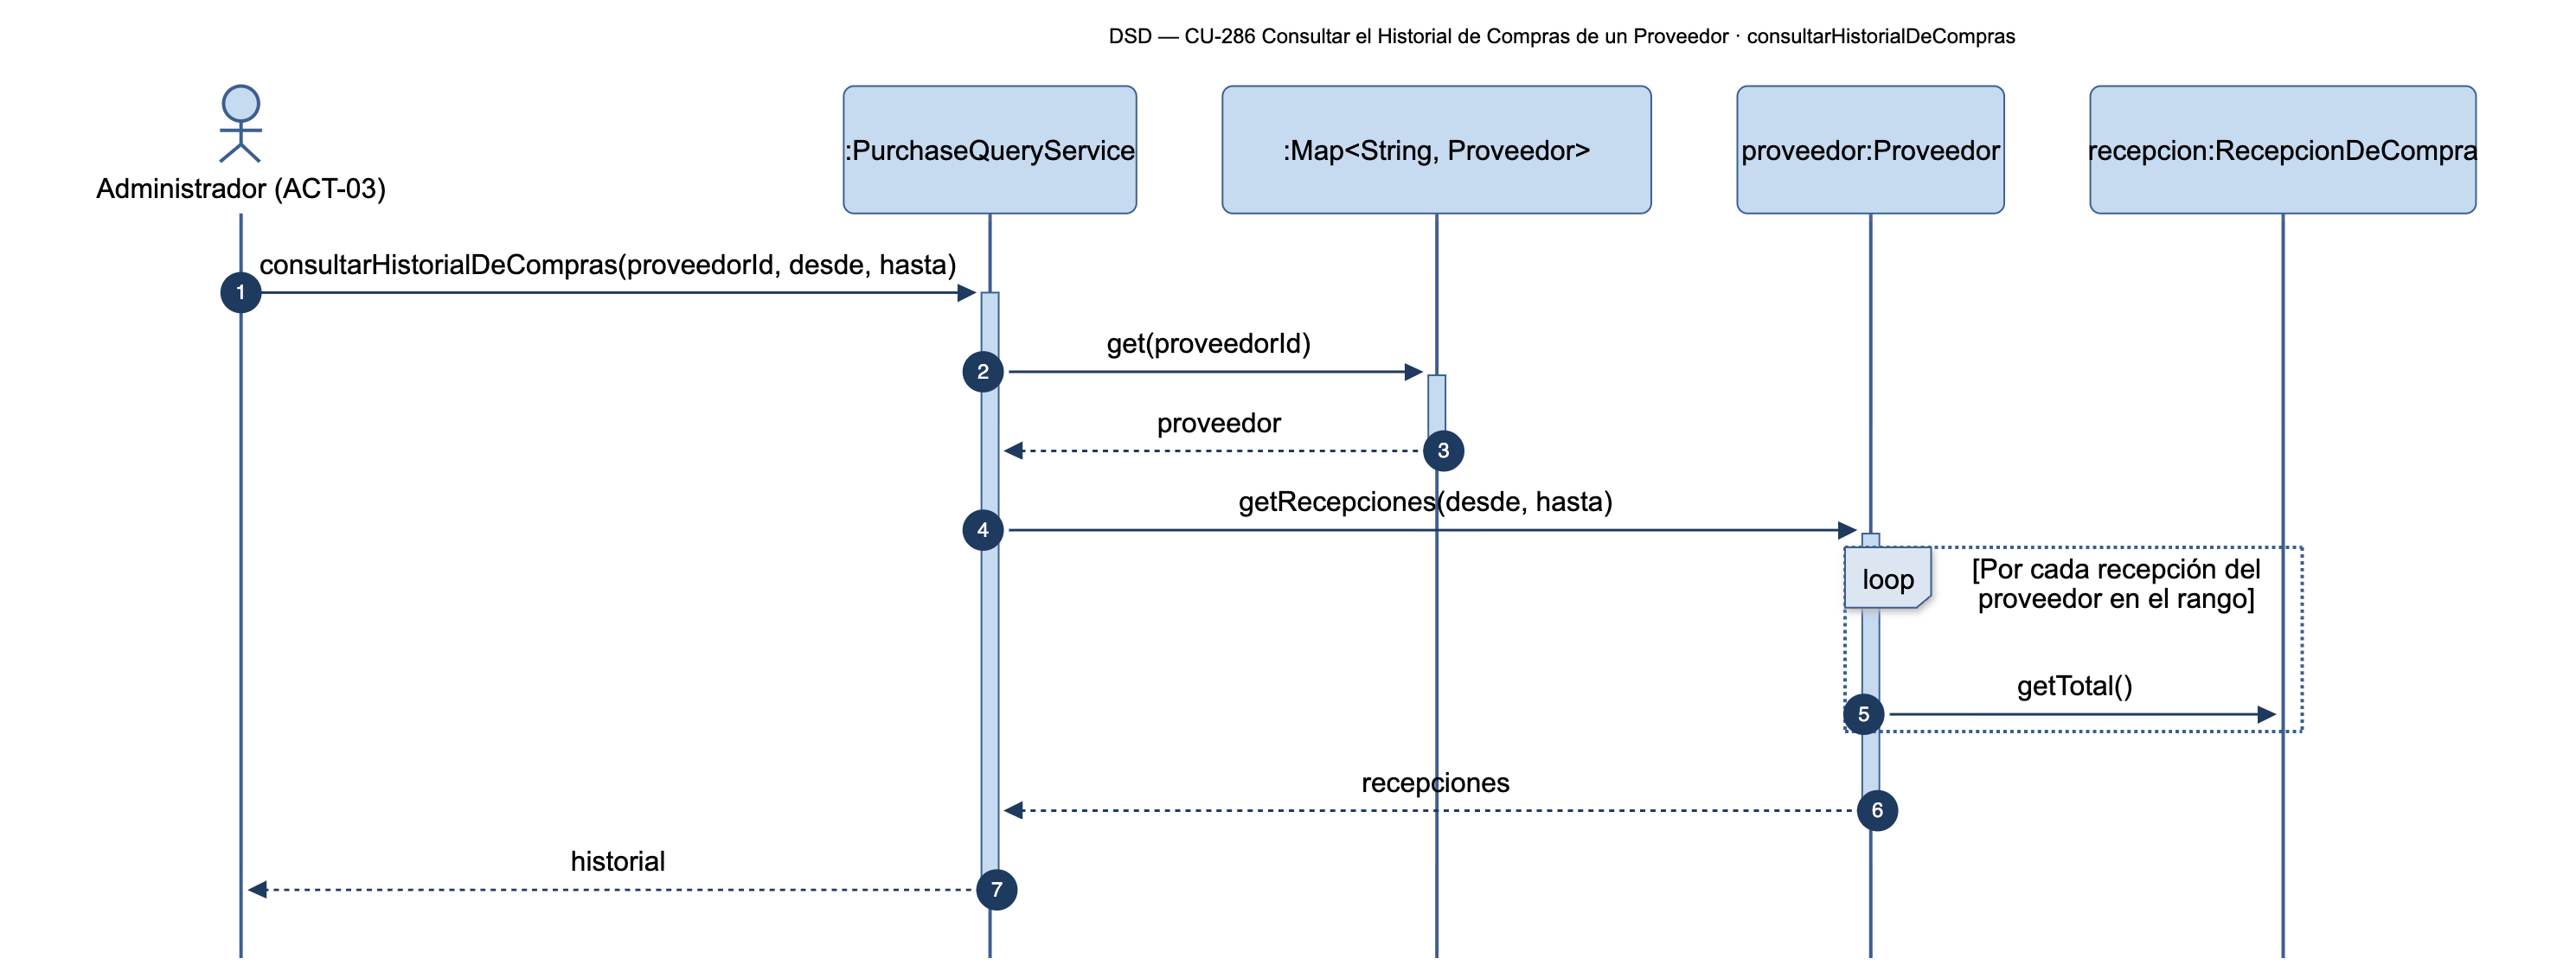 DSD — CU-286 Consultar el Historial de Compras de un Proveedor · consultarHistorialDeCompras
Administrador (ACT-03)
:PurchaseQueryService
:Map<String, Proveedor>
proveedor:Proveedor
recepcion:RecepcionDeCompra
consultarHistorialDeCompras(proveedorId, desde, hasta)
1
get(proveedorId)
2
proveedor
3
getRecepciones(desde, hasta)
4
loop
[Por cada recepción del
proveedor en el rango]
getTotal()
5
recepciones
6
historial
7